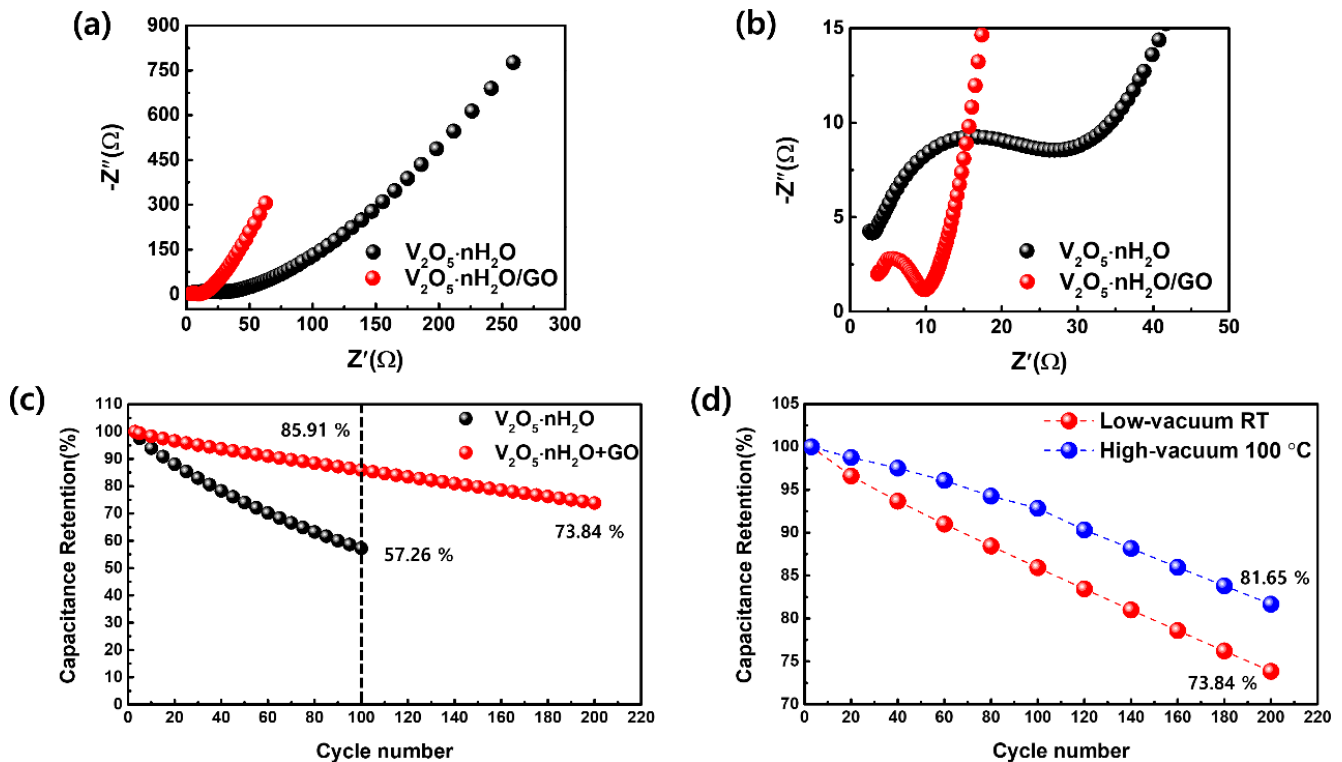 (a)
900
750
600
450
300
150
0
-Z″(Ω)
0 50 100 150 200 250 300
Z′(Ω)
V₂O₅·nH₂O
V₂O₅·nH₂O/GO
(b)
15
10
5
0
-Z″(Ω)
0 10 20 30 40 50
Z′(Ω)
V₂O₅·nH₂O
V₂O₅·nH₂O/GO
(c)
110
100
90
80
70
60
50
40
30
20
10
0
Capacitance Retention(%)
0 20 40 60 80 100 120 140 160 180 200 220
Cycle number
V₂O₅·nH₂O
V₂O₅·nH₂O+GO
85.91 %
73.84 %
57.26 %
(d)
105
100
95
90
85
80
75
70
Capacitance Retention(%)
0 20 40 60 80 100 120 140 160 180 200 220
Cycle number
Low-vacuum RT
High-vacuum 100 °C
81.65 %
73.84 %